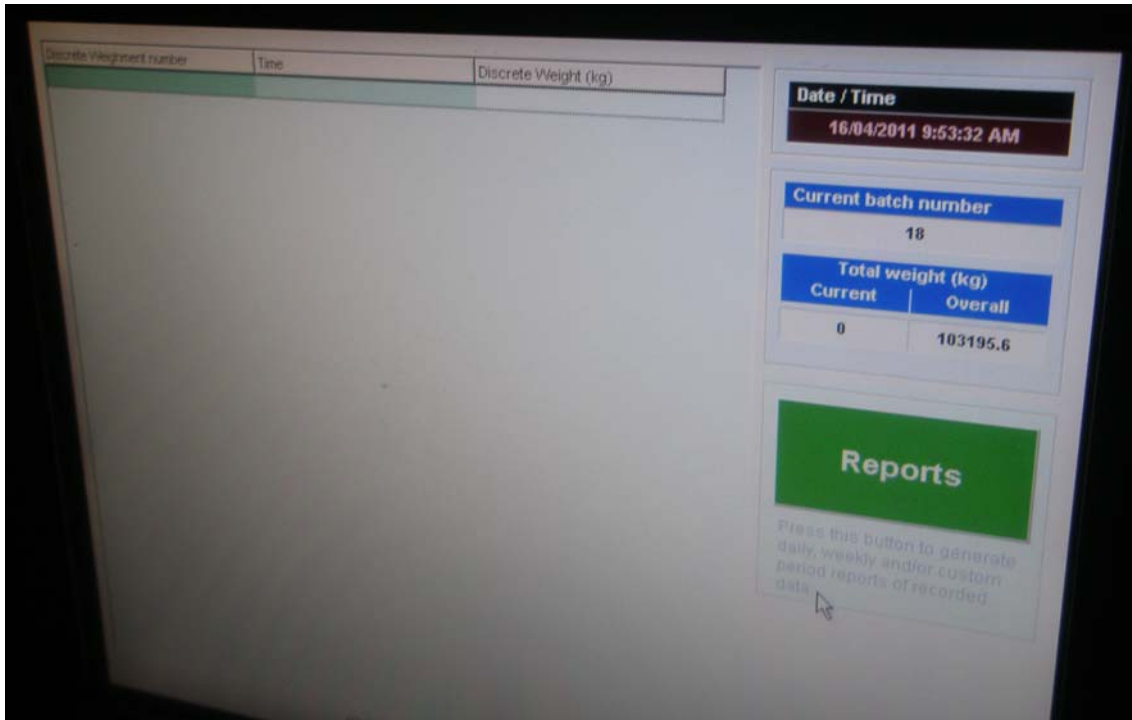 Discrete Weighment number Time Discrete Weight (kg)
Date / Time
16/04/2011 9:53:32 AM
Current batch number
18
Total weight (kg)
Current Overall
0 103195.6
Reports
Press this button to generate
daily, weekly and/or custom
period reports of recorded
data